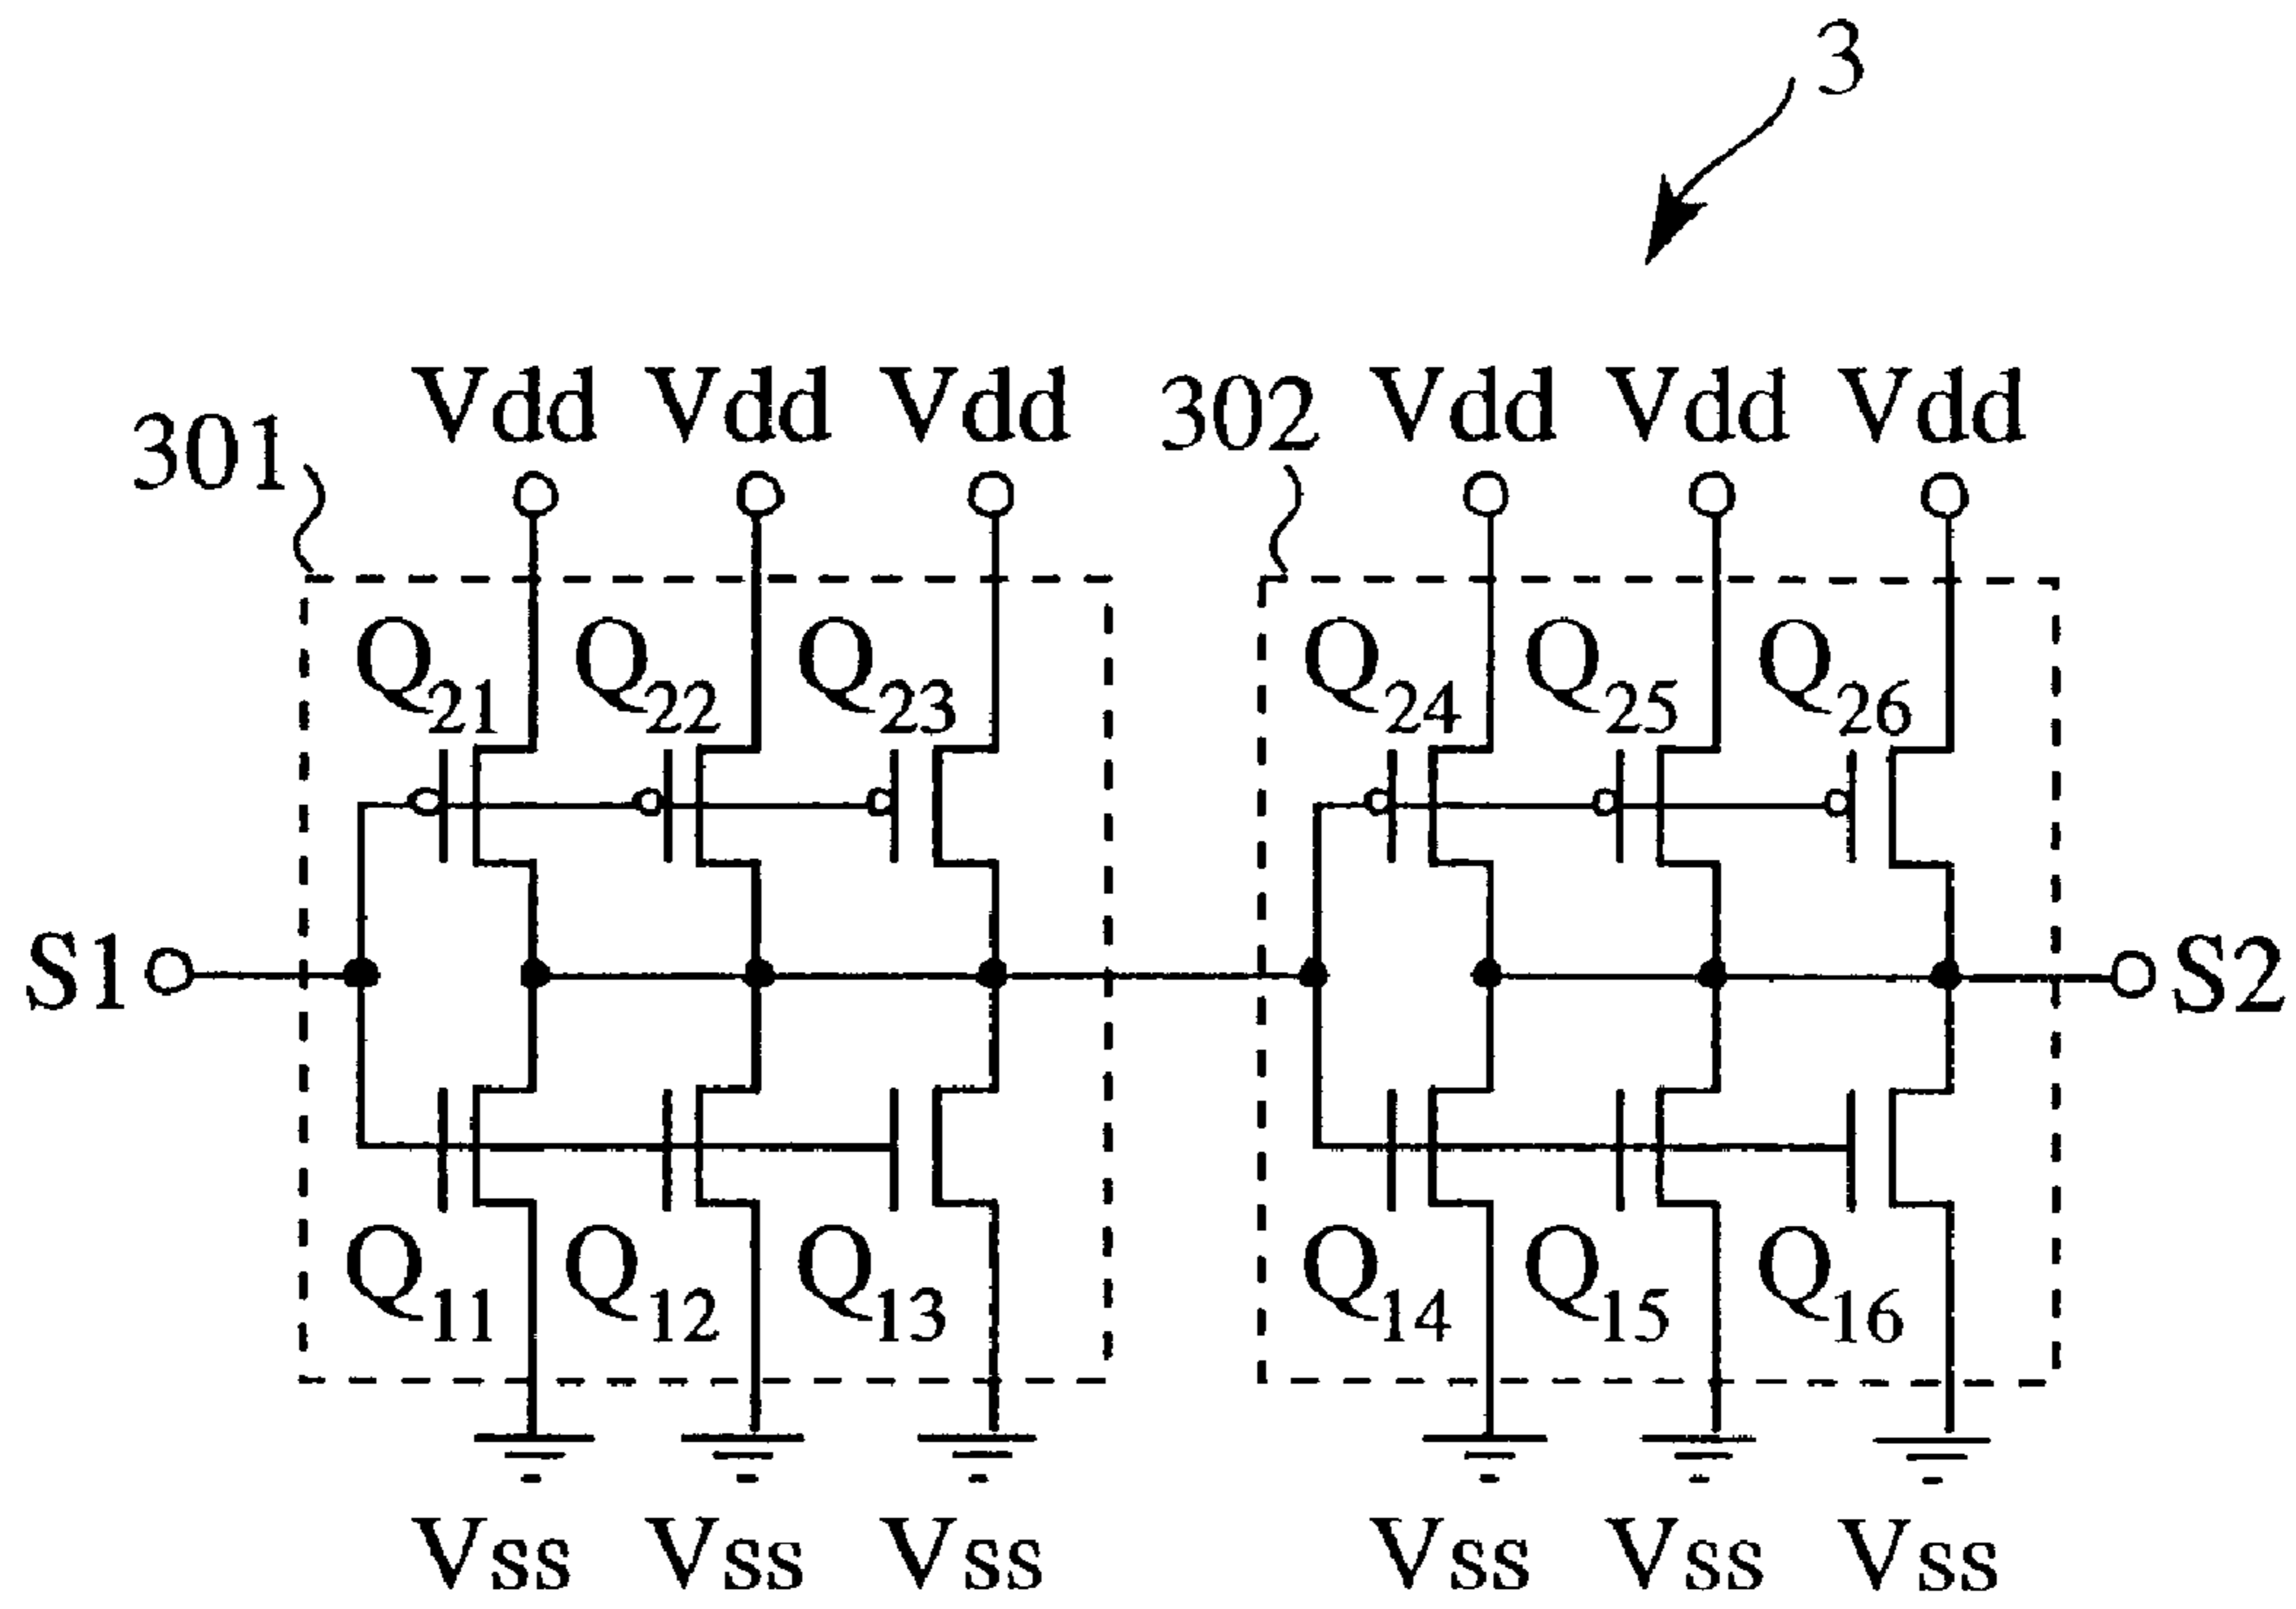 3
301 Vdd Vdd Vdd 302 Vdd Vdd Vdd
Q21 Q22 Q23 Q24 Q25 Q26
S1 S2
Q11 Q12 Q13 Q14 Q15 Q16
Vss Vss Vss Vss Vss Vss